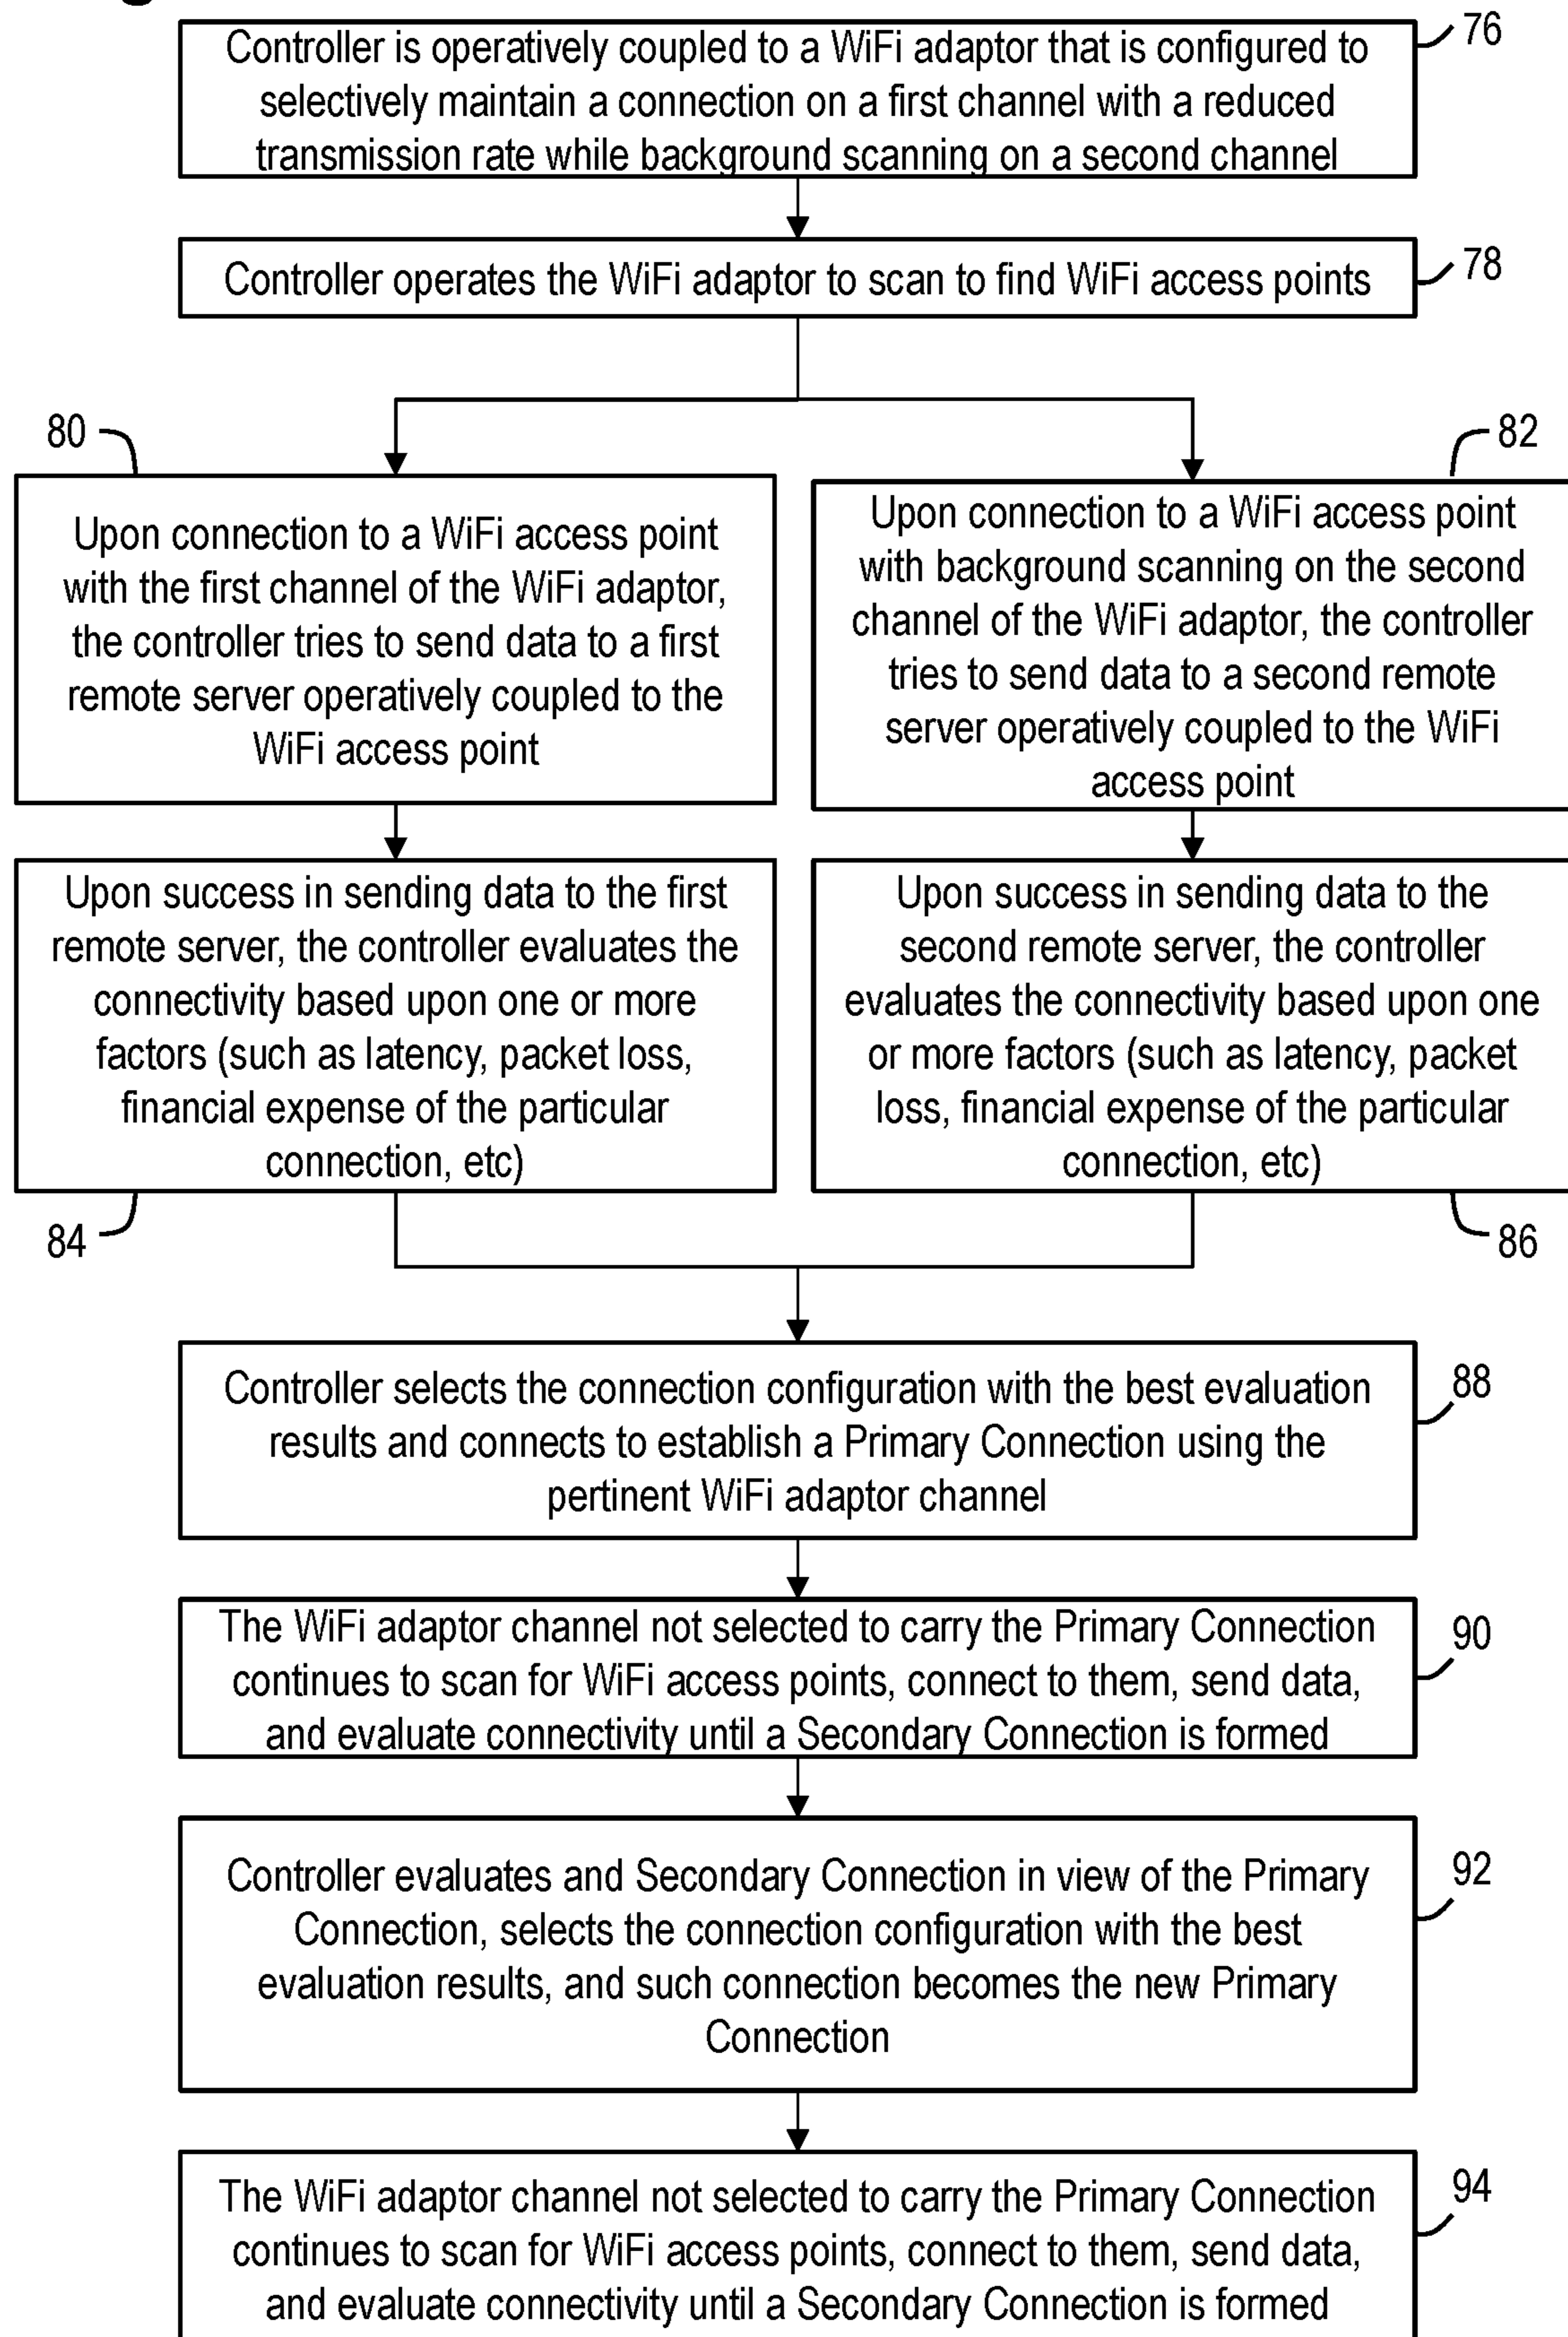 Controller is operatively coupled to a WiFi adaptor that is configured to
selectively maintain a connection on a first channel with a reduced
transmission rate while background scanning on a second channel
76
Controller operates the WiFi adaptor to scan to find WiFi access points
78
80
Upon connection to a WiFi access point
with the first channel of the WiFi adaptor,
the controller tries to send data to a first
remote server operatively coupled to the
WiFi access point
82
Upon connection to a WiFi access point
with background scanning on the second
channel of the WiFi adaptor, the controller
tries to send data to a second remote
server operatively coupled to the WiFi
access point
Upon success in sending data to the first
remote server, the controller evaluates the
connectivity based upon one or more
factors (such as latency, packet loss,
financial expense of the particular
connection, etc)
84
Upon success in sending data to the
second remote server, the controller
evaluates the connectivity based upon one
or more factors (such as latency, packet
loss, financial expense of the particular
connection, etc)
86
Controller selects the connection configuration with the best evaluation
results and connects to establish a Primary Connection using the
pertinent WiFi adaptor channel
88
The WiFi adaptor channel not selected to carry the Primary Connection
continues to scan for WiFi access points, connect to them, send data,
and evaluate connectivity until a Secondary Connection is formed
90
Controller evaluates and Secondary Connection in view of the Primary
Connection, selects the connection configuration with the best
evaluation results, and such connection becomes the new Primary
Connection
92
The WiFi adaptor channel not selected to carry the Primary Connection
continues to scan for WiFi access points, connect to them, send data,
and evaluate connectivity until a Secondary Connection is formed
94